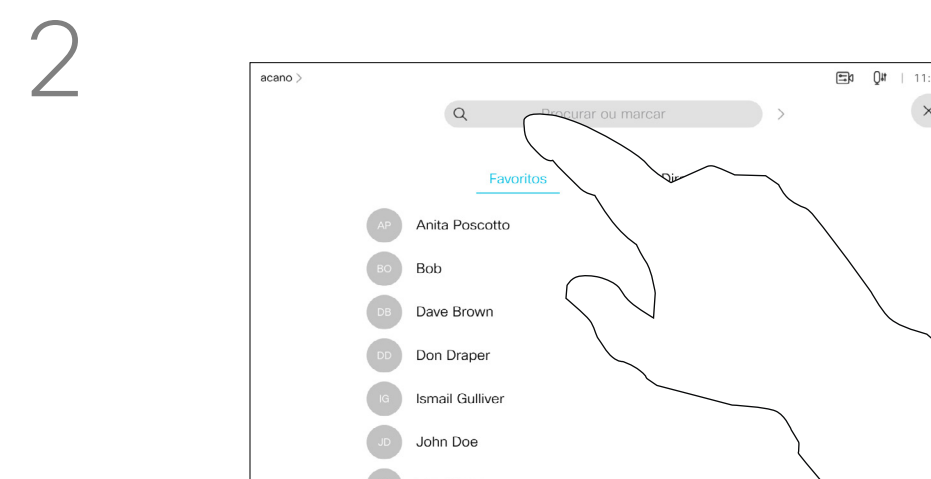 2
acano >
11:
Procurar ou marcar
Favoritos
AP Anita Poscotto
BO Bob
DB Dave Brown
DD Don Draper
IG Ismail Gulliver
JD John Doe